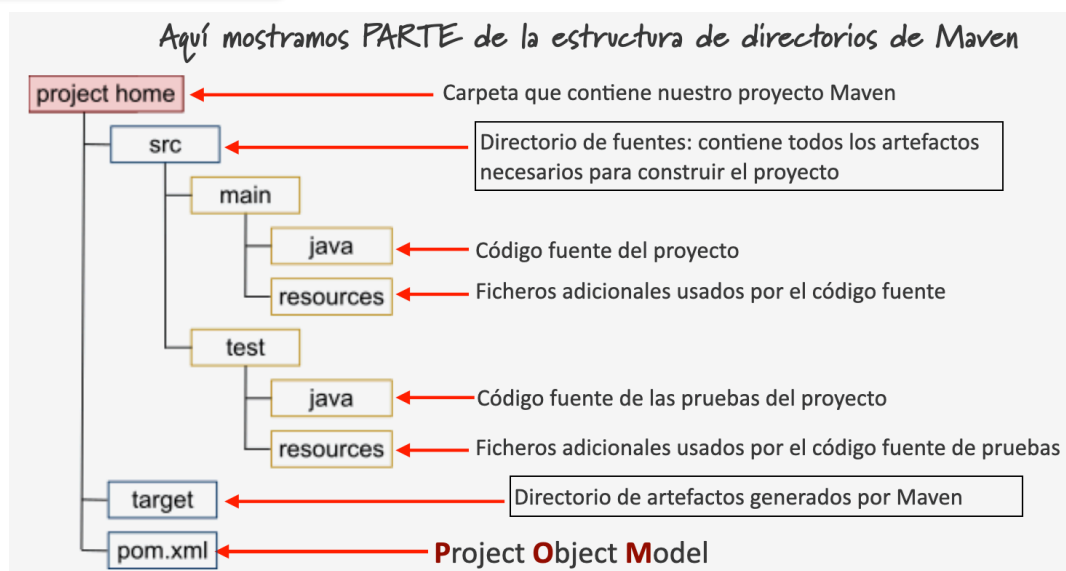 Aquí mostramos PARTE de la estructura de directorios de Maven
project home
Carpeta que contiene nuestro proyecto Maven
src
Directorio de fuentes: contiene todos los artefactos
necesarios para construir el proyecto
main
java
Código fuente del proyecto
resources
Ficheros adicionales usados por el código fuente
test
java
Código fuente de las pruebas del proyecto
resources
Ficheros adicionales usados por el código fuente de pruebas
target
Directorio de artefactos generados por Maven
pom.xml
Project Object Model